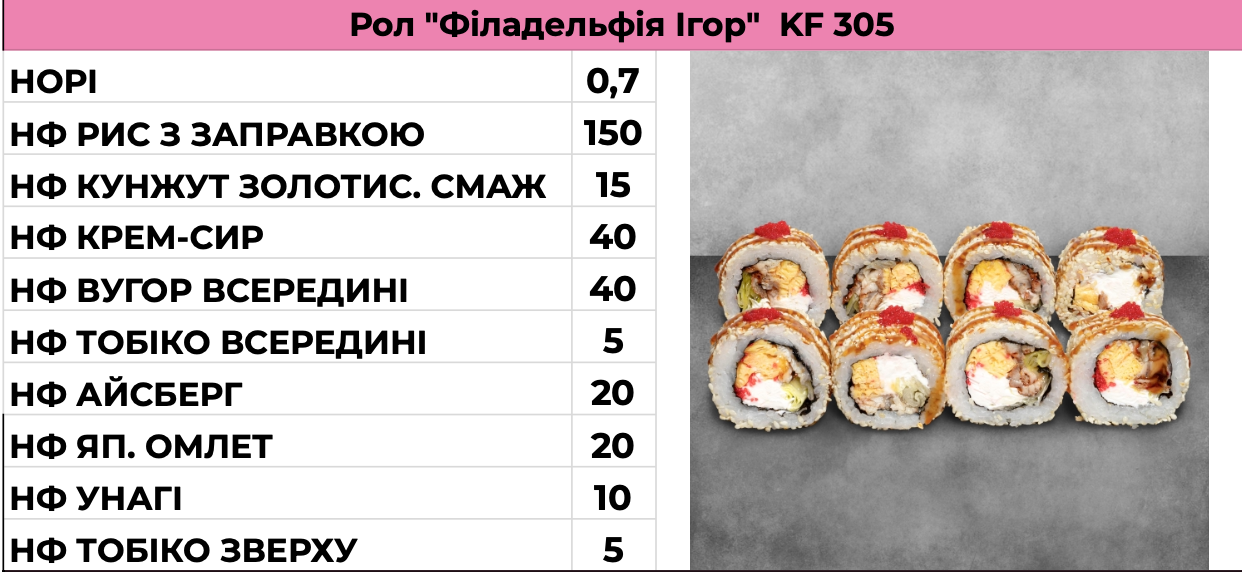 Рол "Філадельфія Ігор" KF 305
НОРІ 0,7
НФ РИС З ЗАПРАВКОЮ 150
НФ КУНЖУТ ЗОЛОТИС. СМАЖ 15
НФ КРЕМ-СИР 40
НФ ВУГОР ВСЕРЕДИНІ 40
НФ ТОБІКО ВСЕРЕДИНІ 5
НФ АЙСБЕРГ 20
НФ ЯП. ОМЛЕТ 20
НФ УНАГІ 10
НФ ТОБІКО ЗВЕРХУ 5